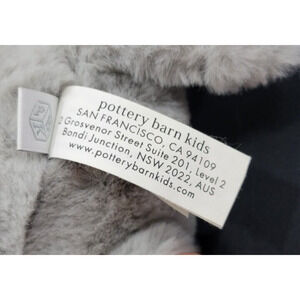 pottery barn kids
SAN FRANCISCO, CA 94109
2 Grosvenor Street Suite 201, Level 2
Bondi Junction, NSW 2022, AUS
www.potterybarnkids.com